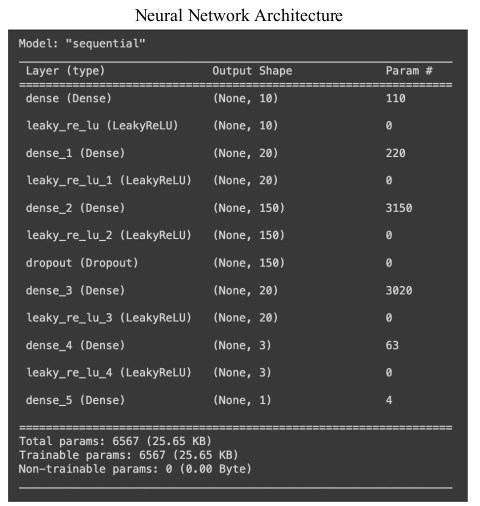 Neural Network Architecture
Model: "sequential"
Layer (type) Output Shape Param #
=================================================================
dense (Dense) (None, 10) 110
leaky_re_lu (LeakyReLU) (None, 10) 0
dense_1 (Dense) (None, 20) 220
leaky_re_lu_1 (LeakyReLU) (None, 20) 0
dense_2 (Dense) (None, 150) 3150
leaky_re_lu_2 (LeakyReLU) (None, 150) 0
dropout (Dropout) (None, 150) 0
dense_3 (Dense) (None, 20) 3020
leaky_re_lu_3 (LeakyReLU) (None, 20) 0
dense_4 (Dense) (None, 3) 63
leaky_re_lu_4 (LeakyReLU) (None, 3) 0
dense_5 (Dense) (None, 1) 4
=================================================================
Total params: 6567 (25.65 KB)
Trainable params: 6567 (25.65 KB)
Non-trainable params: 0 (0.00 Byte)